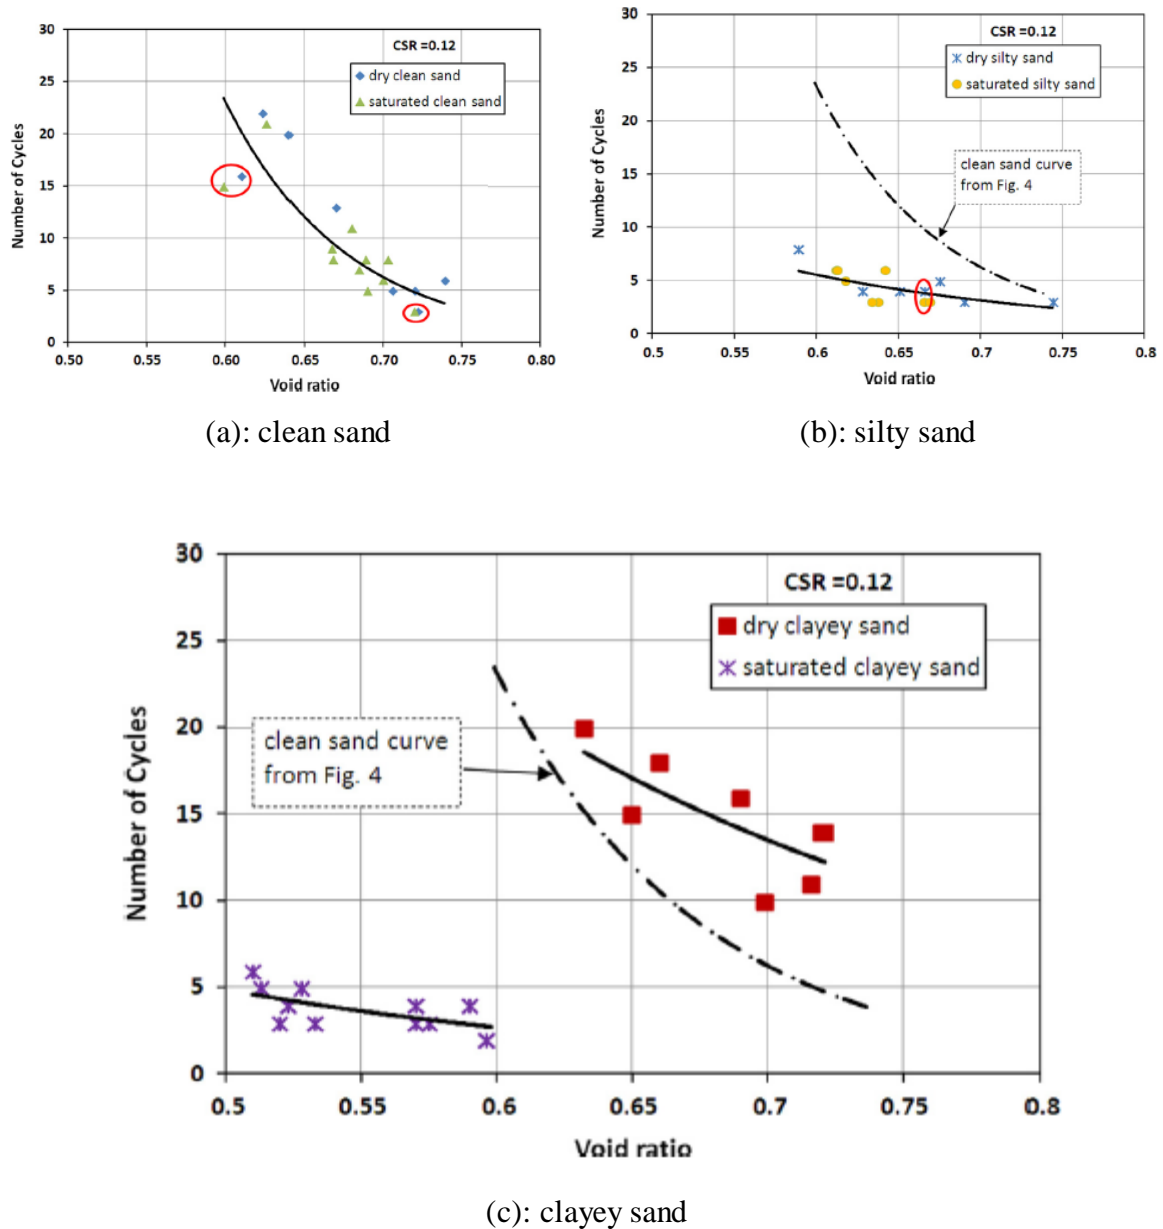 30
25
20
15
10
5
0
Number of Cycles
CSR =0.12
dry clean sand
saturated clean sand
0.50 0.55 0.60 0.65 0.70 0.75 0.80
Void ratio
(a): clean sand
30
25
20
15
10
5
0
Number of Cycles
CSR =0.12
dry silty sand
saturated silty sand
clean sand curve
from Fig. 4
0.5 0.55 0.6 0.65 0.7 0.75 0.8
Void ratio
(b): silty sand
30
25
20
15
10
5
0
Number of Cycles
CSR =0.12
dry clayey sand
saturated clayey sand
clean sand curve
from Fig. 4
0.5 0.55 0.6 0.65 0.7 0.75 0.8
Void ratio
(c): clayey sand